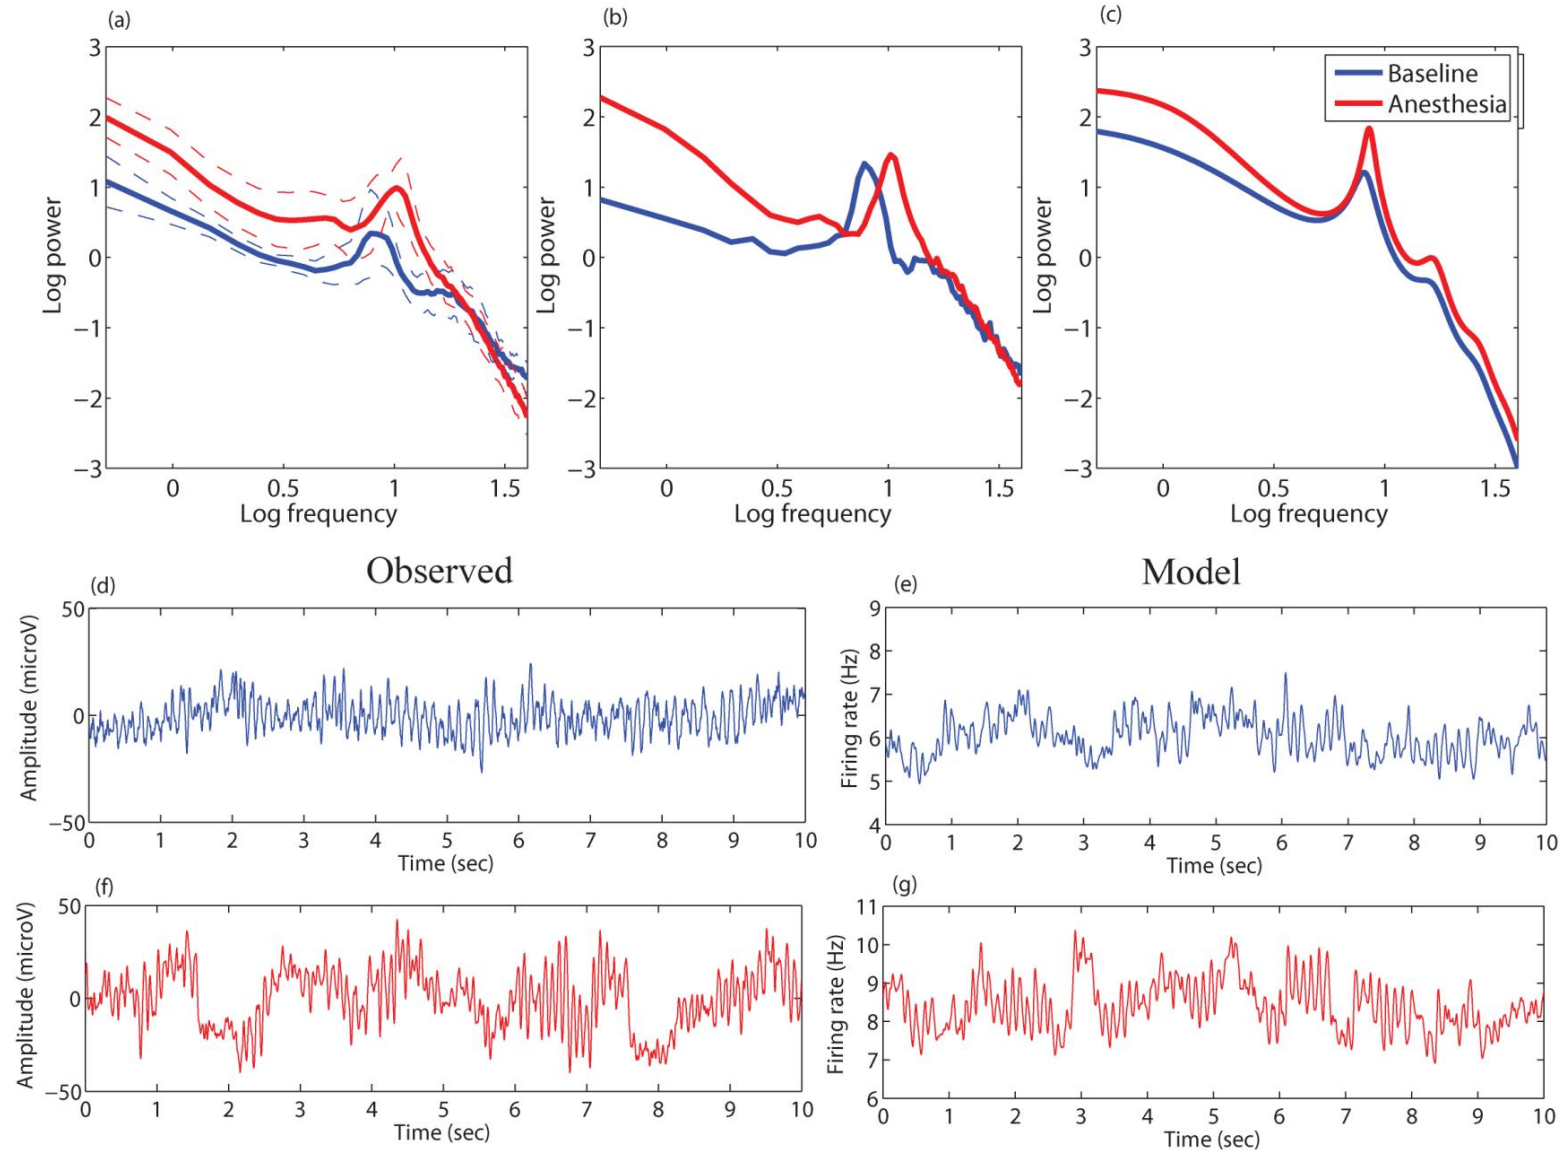 (a)
(b)
(c)
3
2
1
0
−1
−2
−3
Log power
0
0.5
1
1.5
Log frequency
3
2
1
0
−1
−2
−3
Log power
0
0.5
1
1.5
Log frequency
3
2
1
0
−1
−2
−3
Log power
0
0.5
1
1.5
Log frequency
Baseline
Anesthesia
Observed
Model
(d)
50
0
−50
Amplitude (microV)
0 1 2 3 4 5 6 7 8 9 10
Time (sec)
(e)
9
8
7
6
5
4
Firing rate (Hz)
0 1 2 3 4 5 6 7 8 9 10
Time (sec)
(f)
50
0
−50
Amplitude (microV)
0 1 2 3 4 5 6 7 8 9 10
Time (sec)
(g)
11
10
9
8
7
6
Firing rate (Hz)
0 1 2 3 4 5 6 7 8 9 10
Time (sec)